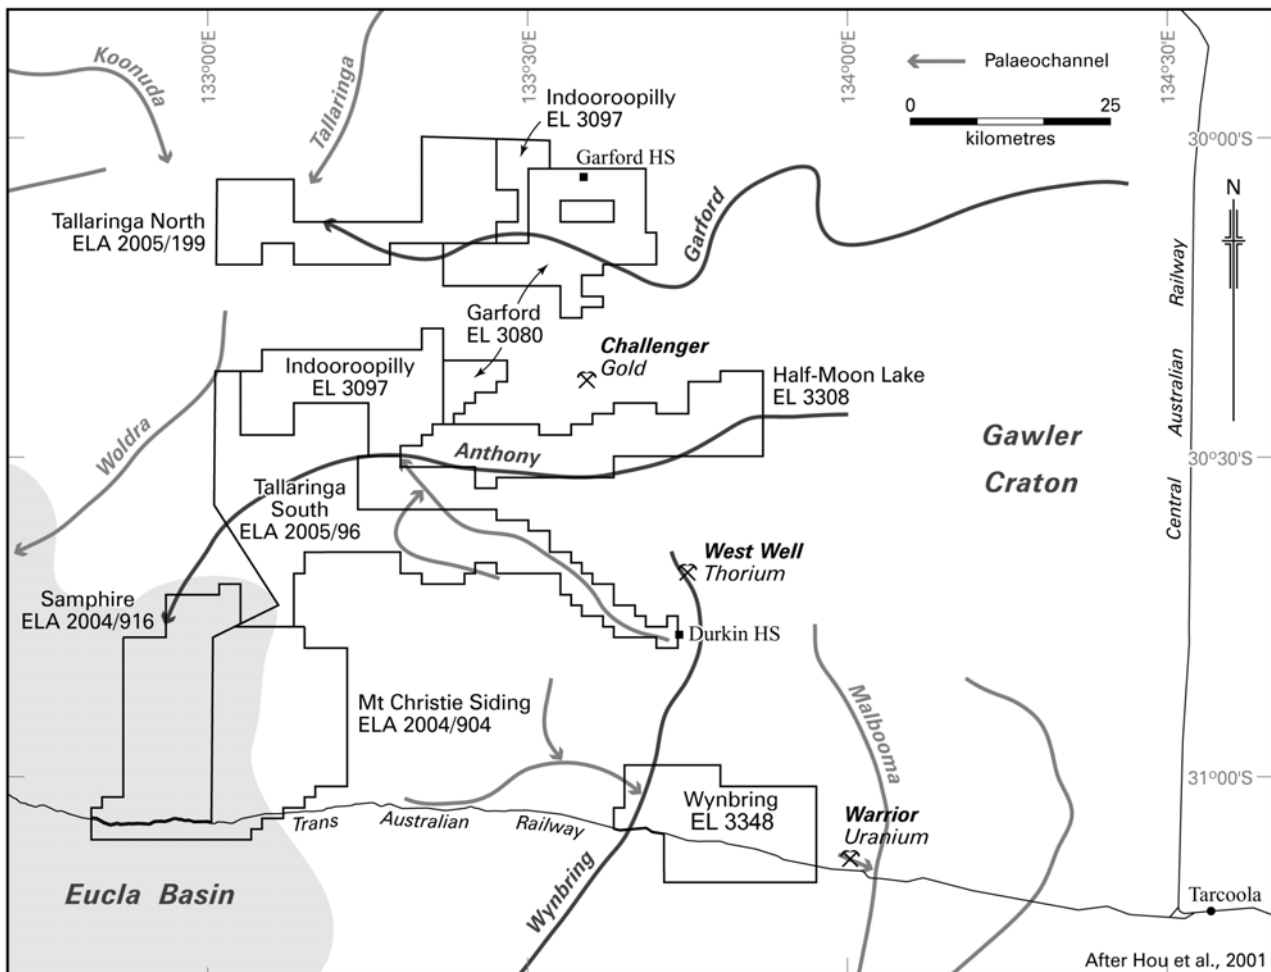 133°00'E
133°30'E
134°00'E
134°30'E
Koonuda
Tallaringa
Palaeochannel
0 25
kilometres
Indooroopilly
EL 3097
Garford HS
30°00'S
N
Tallaringa North
ELA 2005/199
Garford
Garford
EL 3080
Central Australian Railway
Challenger
Gold
Indooroopilly
EL 3097
Half-Moon Lake
EL 3308
Woldra
Anthony
Gawler
Craton
30°30'S
Tallaringa
South
ELA 2005/96
West Well
Thorium
Samphire
ELA 2004/916
Durkin HS
Mt Christie Siding
ELA 2004/904
Malbooma
31°00'S
Wynbring
EL 3348
Trans Australian Railway
Warrior
Uranium
Wynbring
Eucla Basin
Tarcoola
After Hou et al., 2001